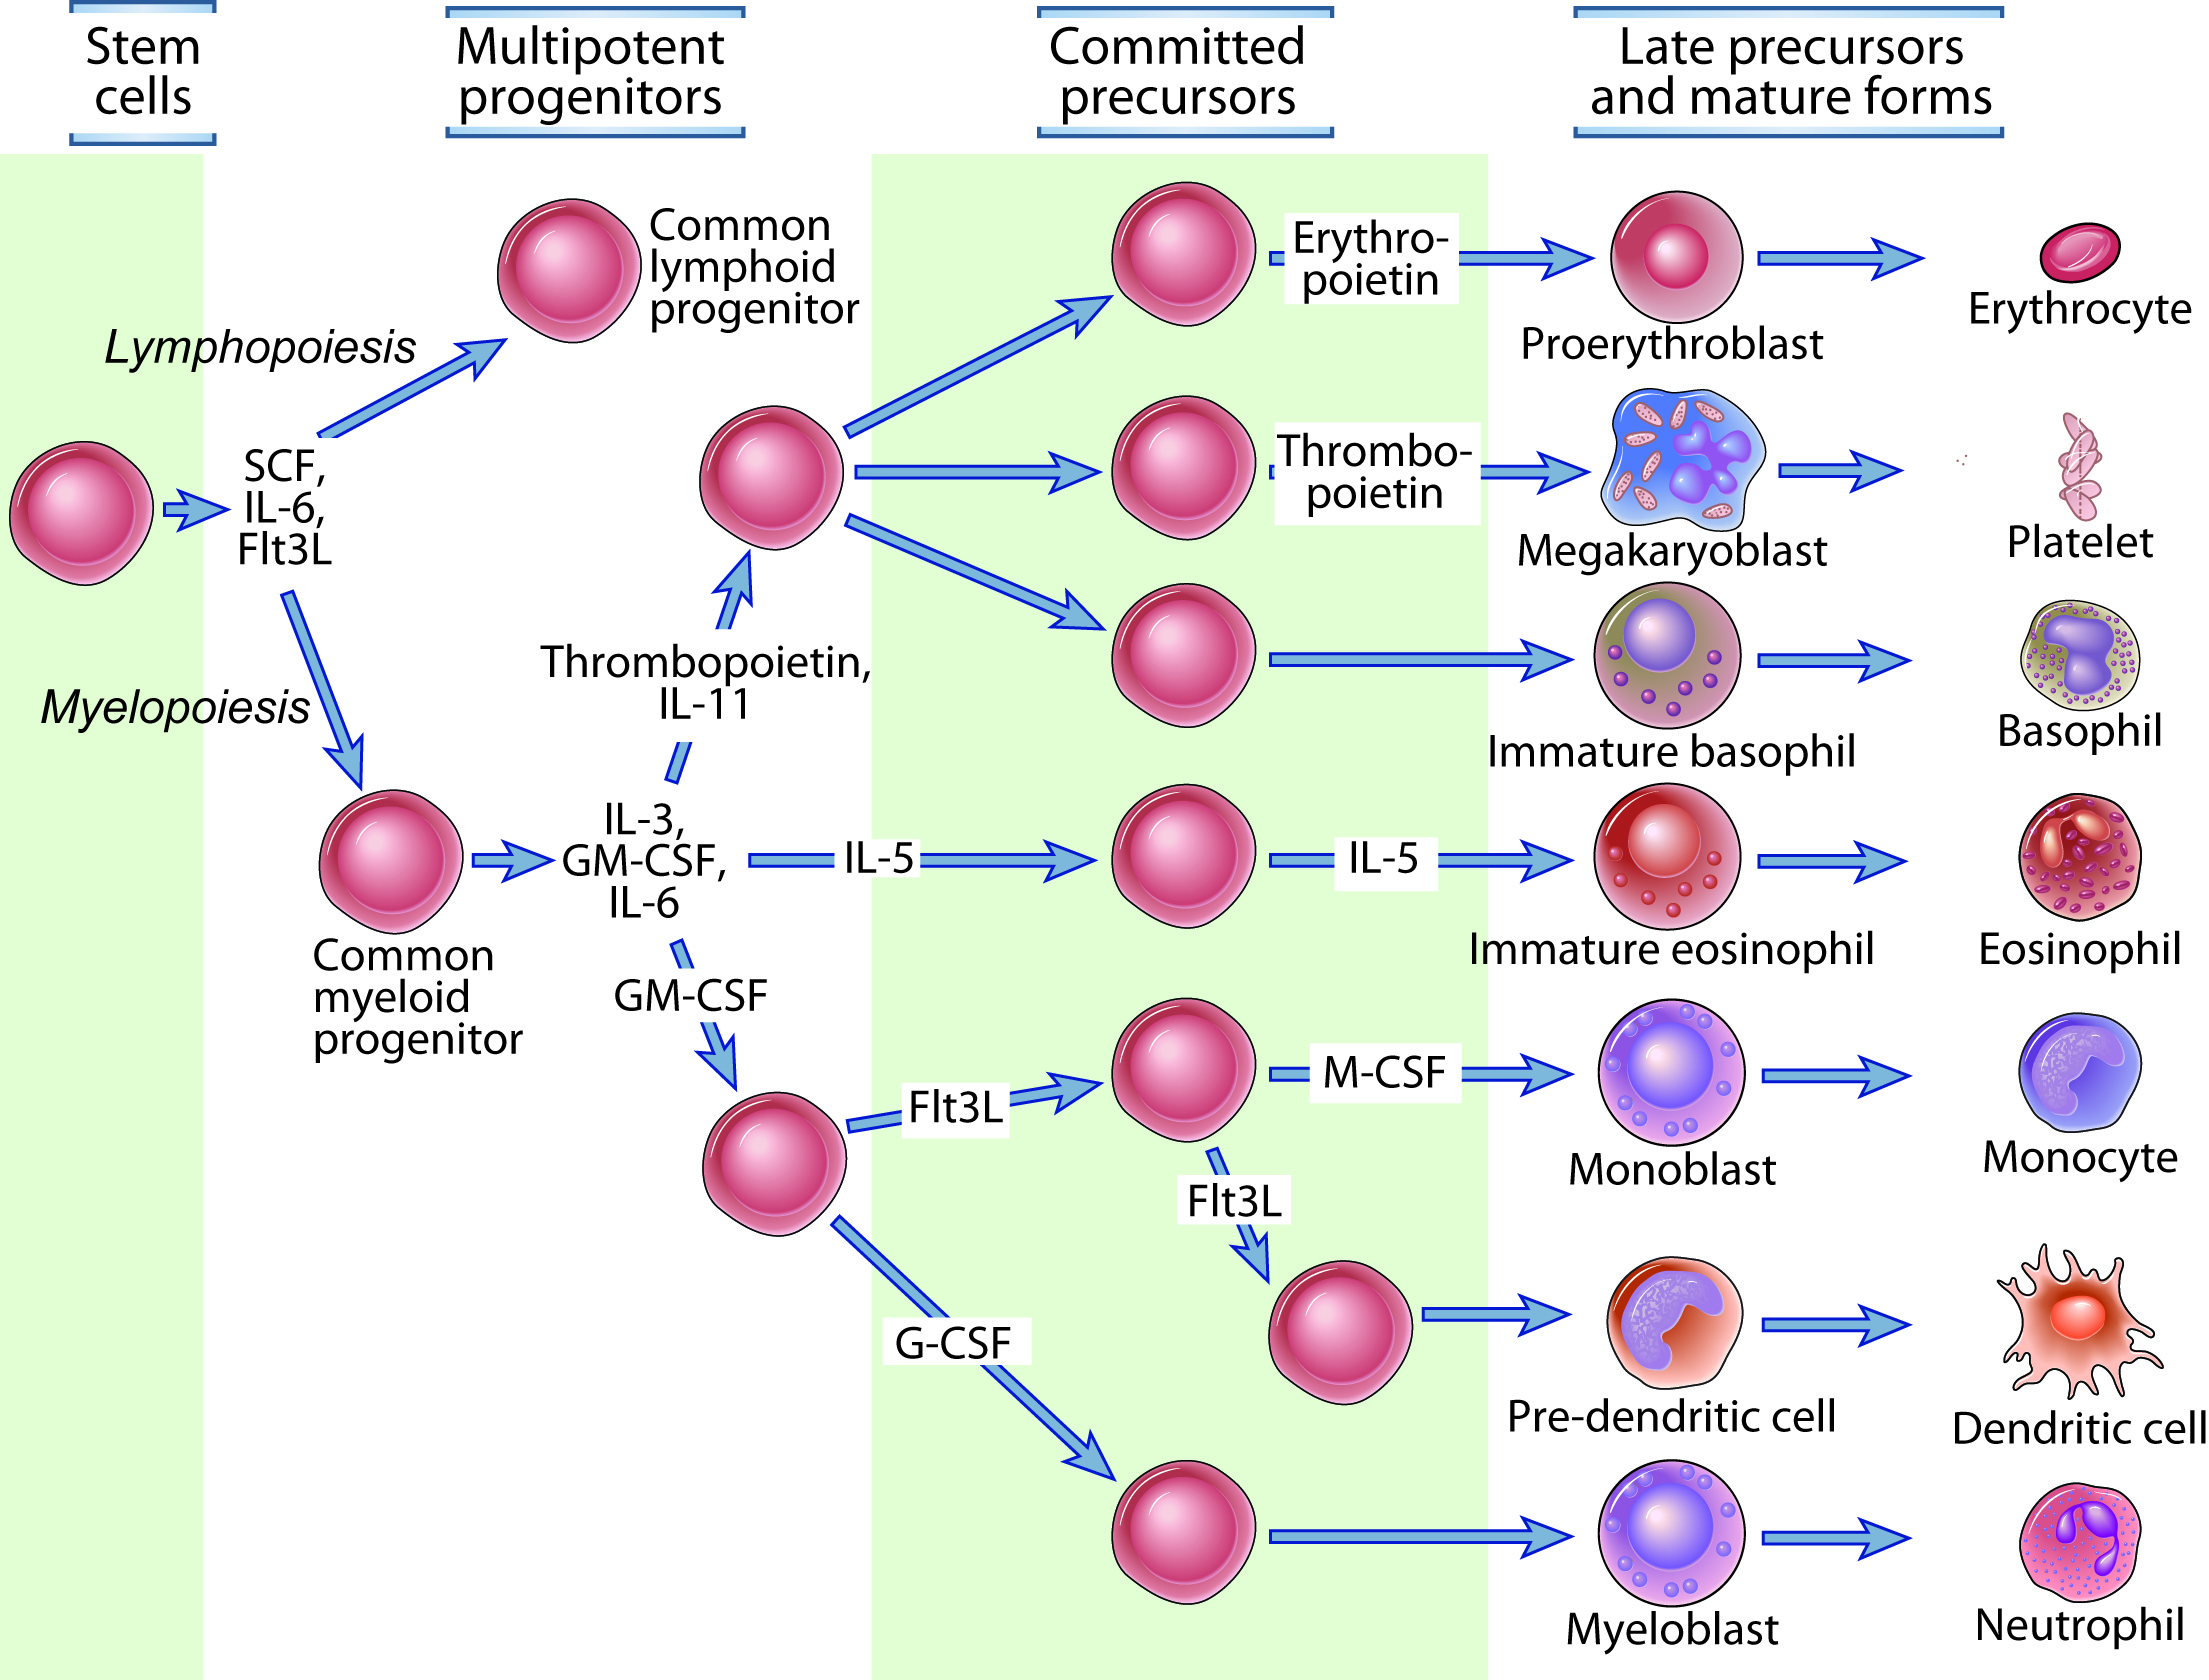 Stem
cells
Multipotent
progenitors
Committed
precursors
Late precursors
and mature forms
Common
lymphoid
progenitor
Lymphopoiesis
SCF,
IL-6,
Flt3L
Myelopoiesis
Common
myeloid
progenitor
Thrombopoietin,
IL-11
IL-3,
GM-CSF,
IL-6
GM-CSF
Erythro-
poietin
Proerythroblast
Erythrocyte
Thrombo-
poietin
Megakaryoblast
Platelet
Immature basophil
Basophil
IL-5
IL-5
Immature eosinophil
Eosinophil
Flt3L
M-CSF
Monoblast
Monocyte
Flt3L
Pre-dendritic cell
Dendritic cell
G-CSF
Myeloblast
Neutrophil